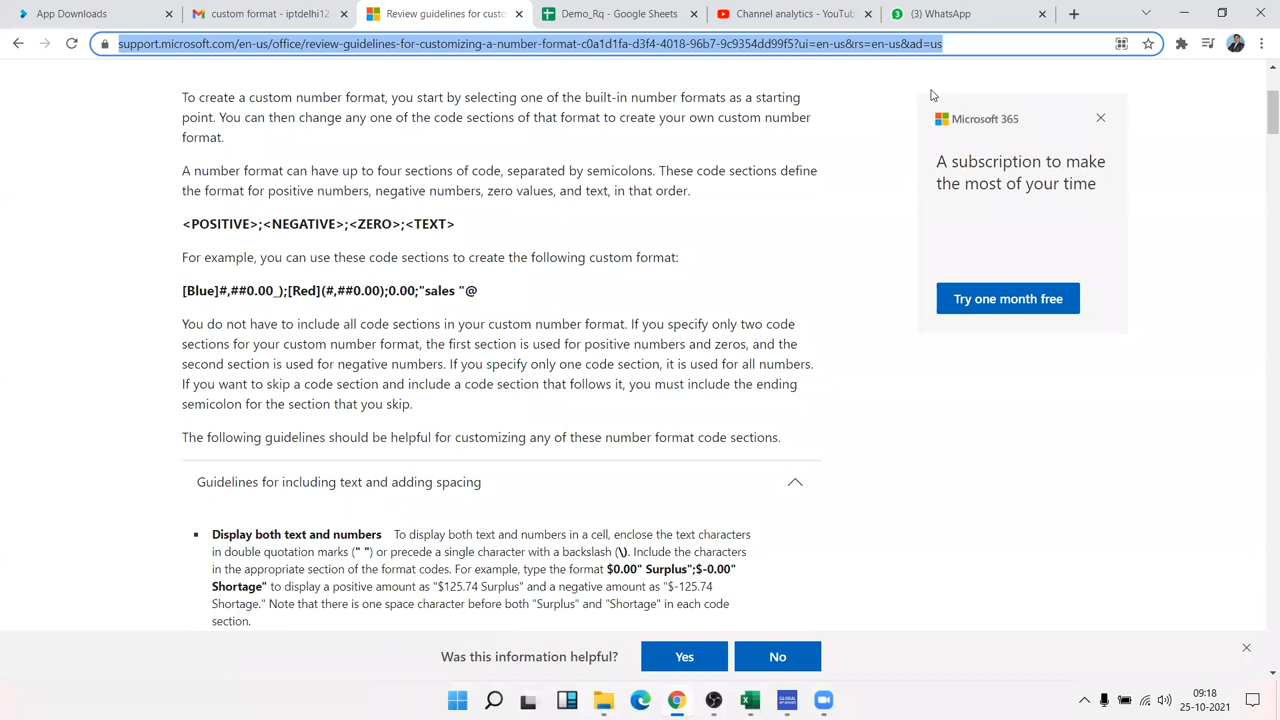 App Downloads
custom format - iptdelhi12
Review guidelines for custo
Demo_Rq - Google Sheets
Channel analytics - YouTub
(3) WhatsApp
support.microsoft.com/en-us/office/review-guidelines-for-customizing-a-number-format-c0a1d1fa-d3f4-4018-96b7-9c9354dd99f5?ui=en-us&rs=en-us&ad=us
To create a custom number format, you start by selecting one of the built-in number formats as a starting
point. You can then change any one of the code sections of that format to create your own custom number
format.
A number format can have up to four sections of code, separated by semicolons. These code sections define
the format for positive numbers, negative numbers, zero values, and text, in that order.
<POSITIVE>;<NEGATIVE>;<ZERO>;<TEXT>
For example, you can use these code sections to create the following custom format:
[Blue]#,##0.00_);[Red](#,##0.00);0.00;"sales "@
You do not have to include all code sections in your custom number format. If you specify only two code
sections for your custom number format, the first section is used for positive numbers and zeros, and the
second section is used for negative numbers. If you specify only one code section, it is used for all numbers.
If you want to skip a code section and include a code section that follows it, you must include the ending
semicolon for the section that you skip.
The following guidelines should be helpful for customizing any of these number format code sections.
Guidelines for including text and adding spacing
▪ Display both text and numbers To display both text and numbers in a cell, enclose the text characters
in double quotation marks (" ") or precede a single character with a backslash (\). Include the characters
in the appropriate section of the format codes. For example, type the format $0.00" Surplus";$-0.00"
Shortage" to display a positive amount as "$125.74 Surplus" and a negative amount as "$-125.74
Shortage." Note that there is one space character before both "Surplus" and "Shortage" in each code
section.
Microsoft 365
A subscription to make
the most of your time
Try one month free
Was this information helpful?
Yes
No
09:18
25-10-2021